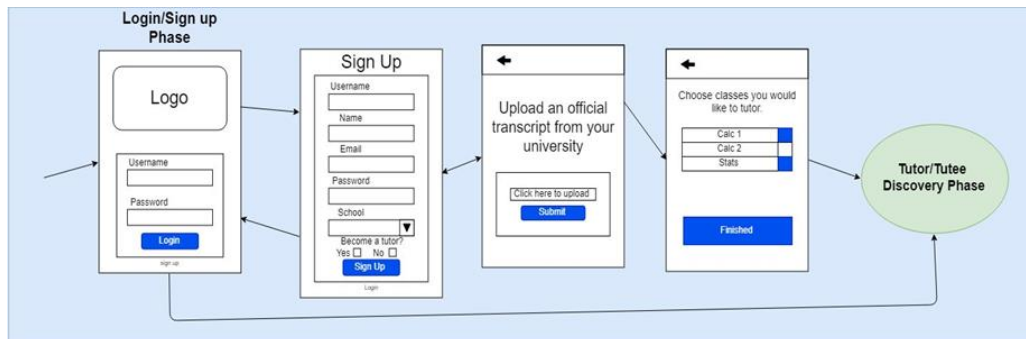 Login/Sign up
Phase
Logo
Username
Password
Login
sign up
Sign Up
Username
Name
Email
Password
School
Become a tutor?
Yes No
Sign Up
Login
Upload an official
transcript from your
university
Click here to upload
Submit
Choose classes you would
like to tutor.
Calc 1
Calc 2
Stats
Finished
Tutor/Tutee
Discovery Phase